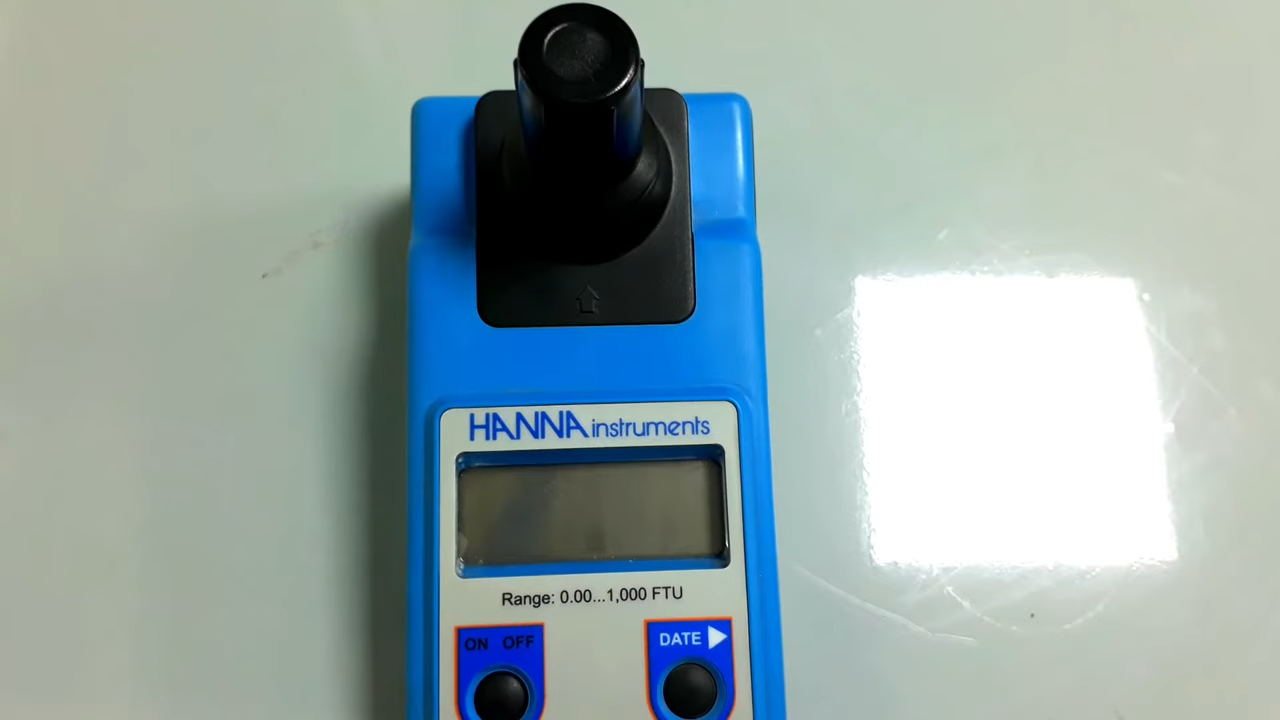 HANNA instruments
Range: 0.00...1,000 FTU
ON OFF
DATE